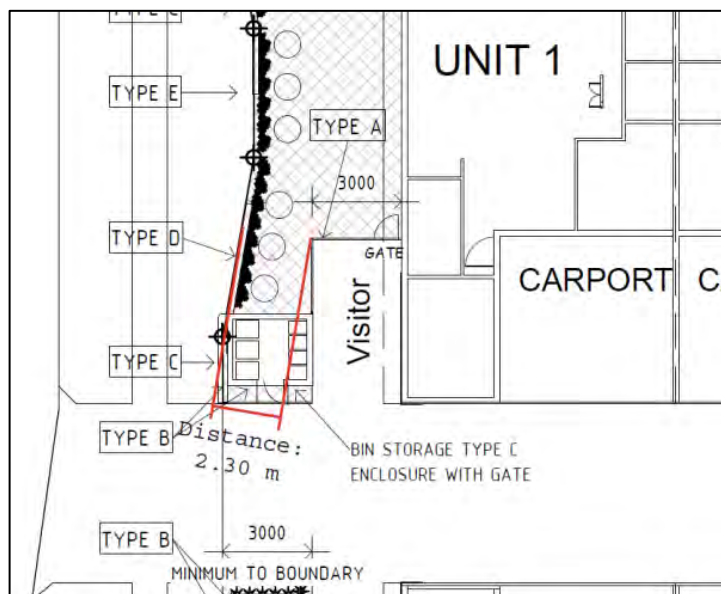 UNIT 1
TYPE E
TYPE A
3000
TYPE D
GATE
CARPORT
Visitor
TYPE C
TYPE B
Distance:
2.30 m
BIN STORAGE TYPE C
ENCLOSURE WITH GATE
3000
TYPE B
MINIMUM TO BOUNDARY